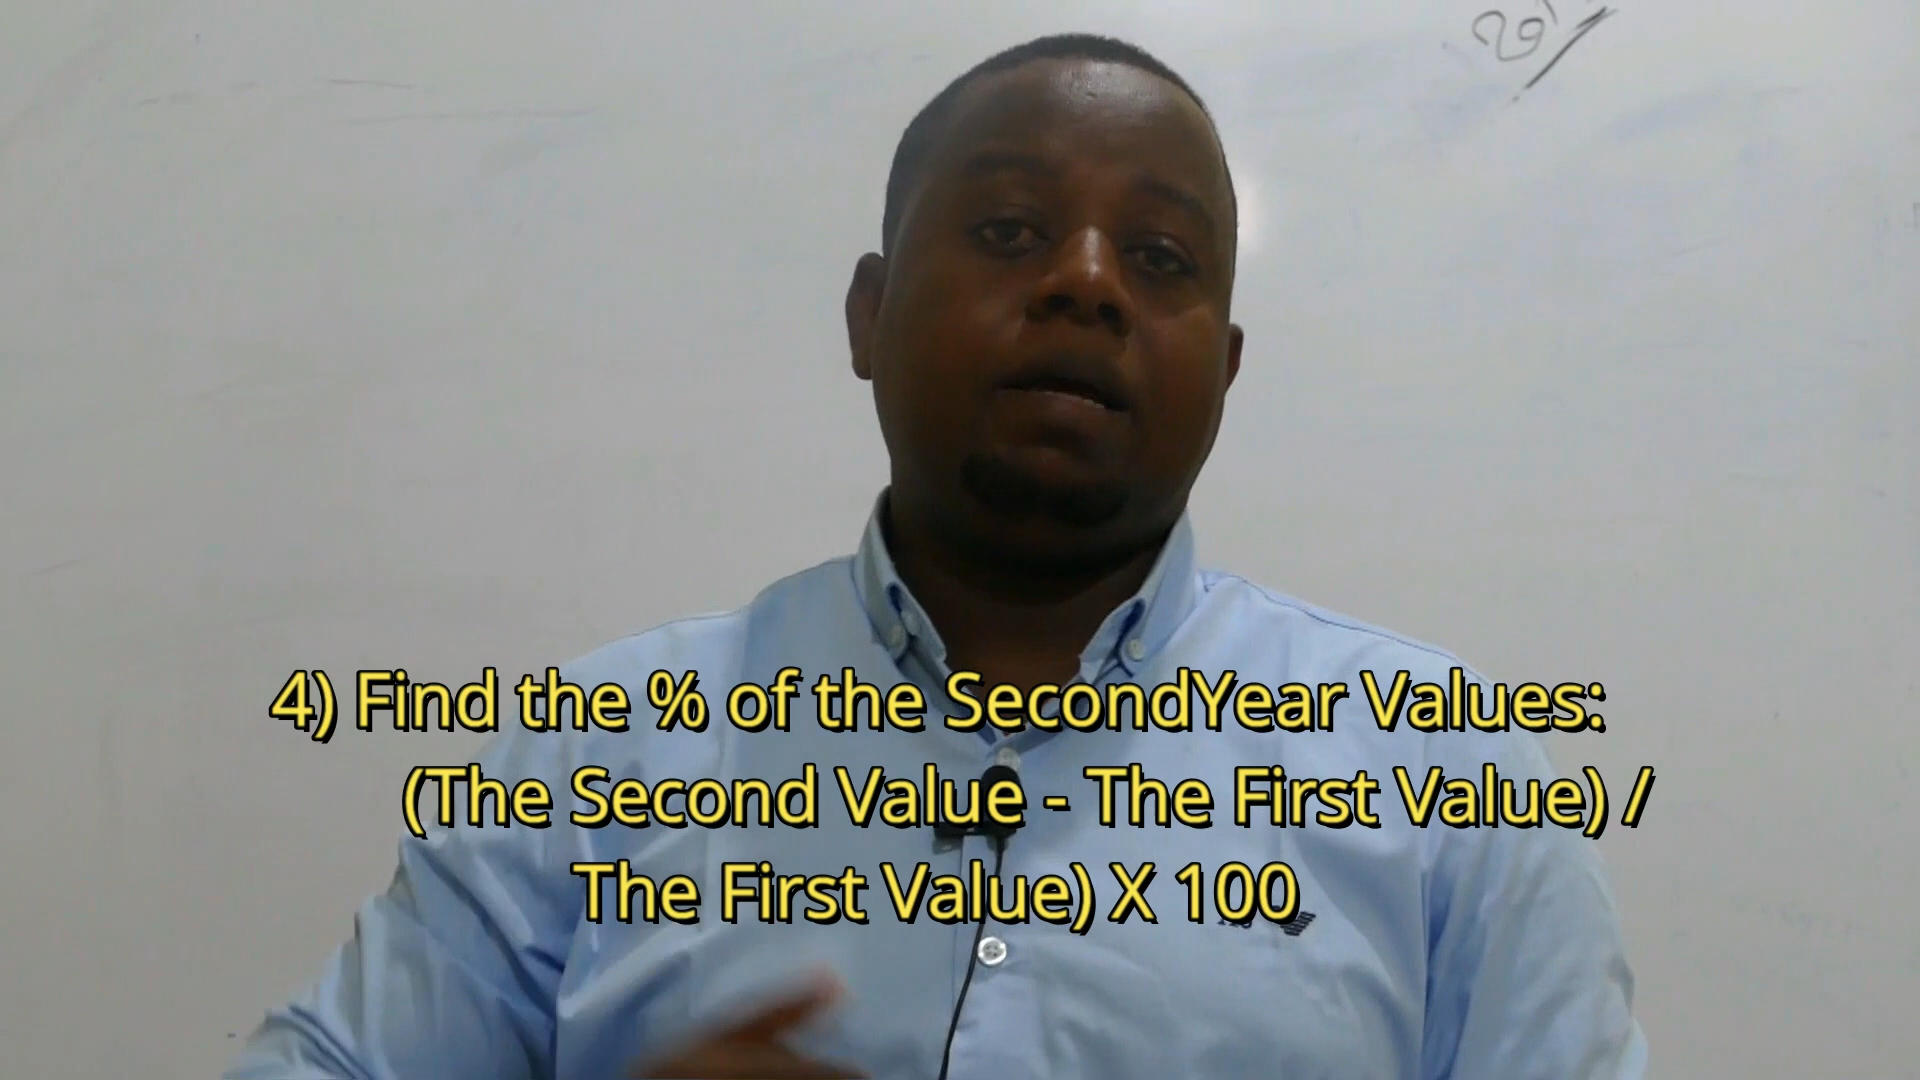 4) Find the % of the SecondYear Values:
(The Second Value - The First Value) /
The First Value) X 100